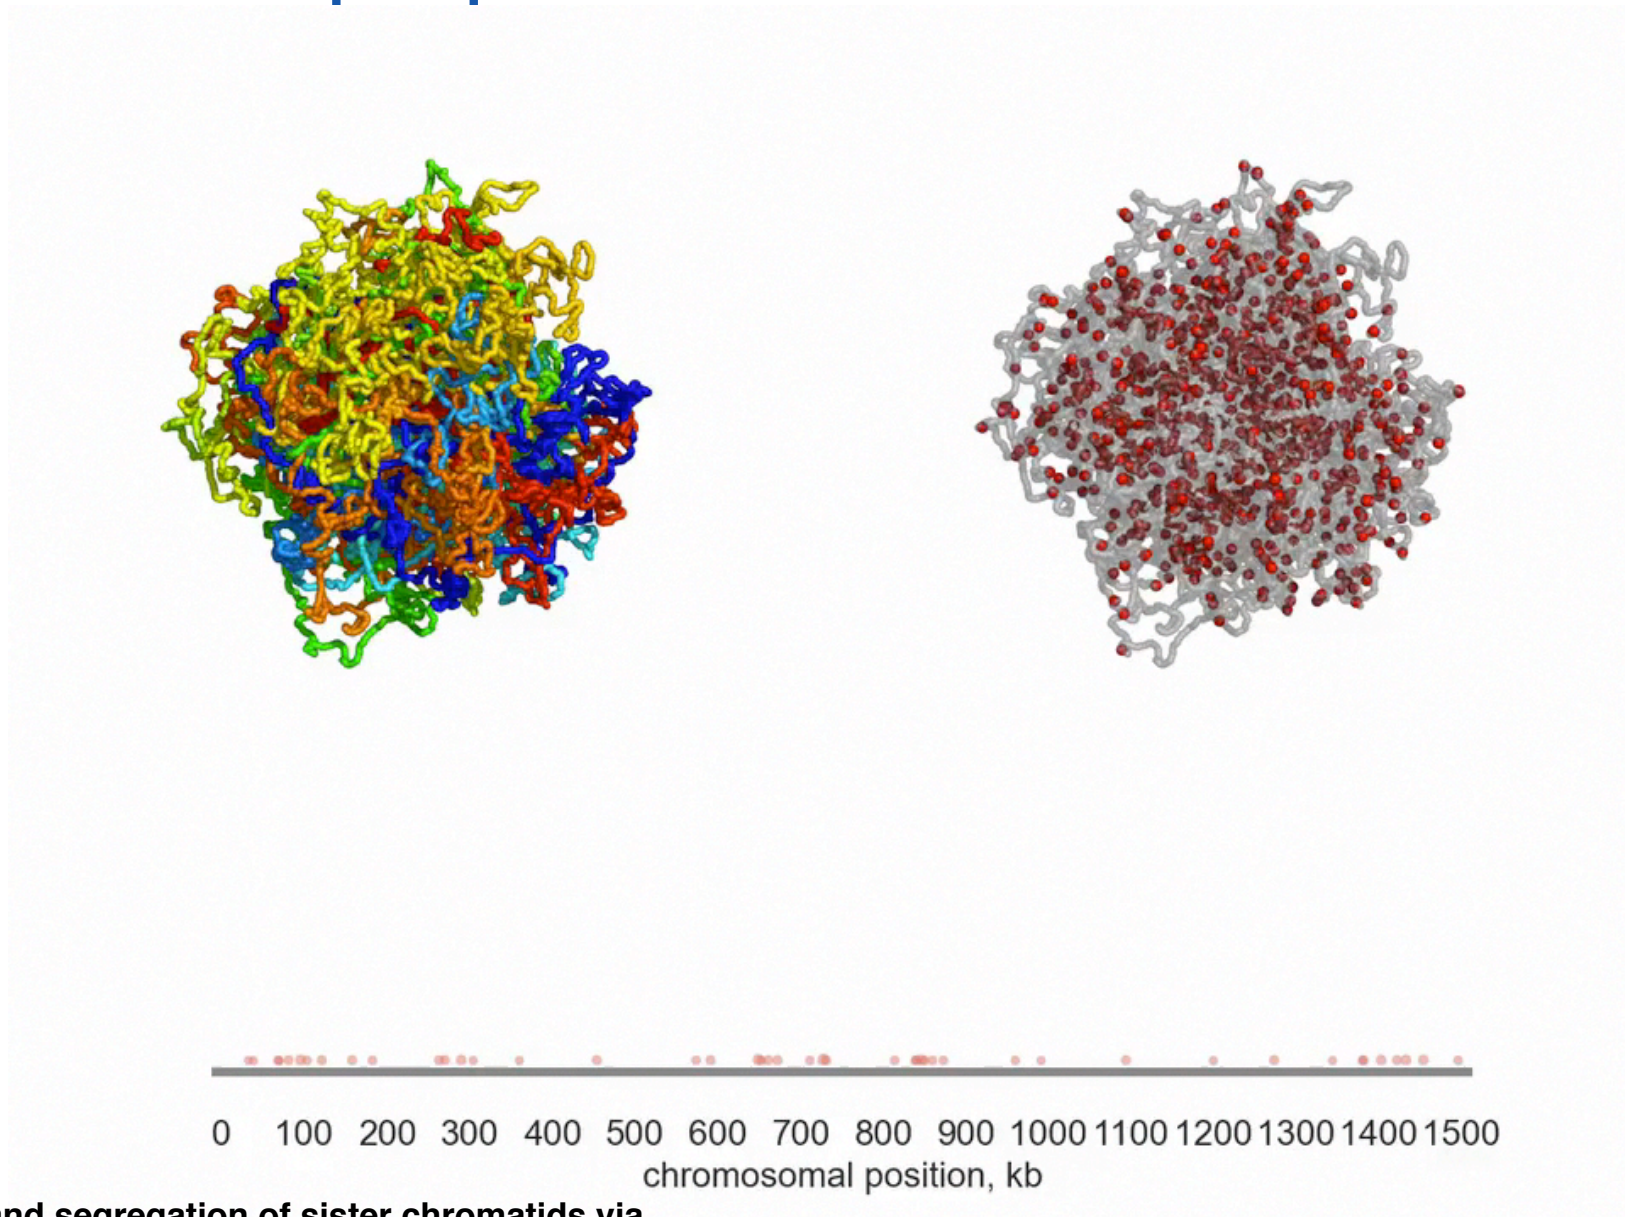 0 100 200 300 400 500 600 700 800 900 1000 1100 1200 1300 1400 1500
chromosomal position, kb
and segregation of sister chromatids via